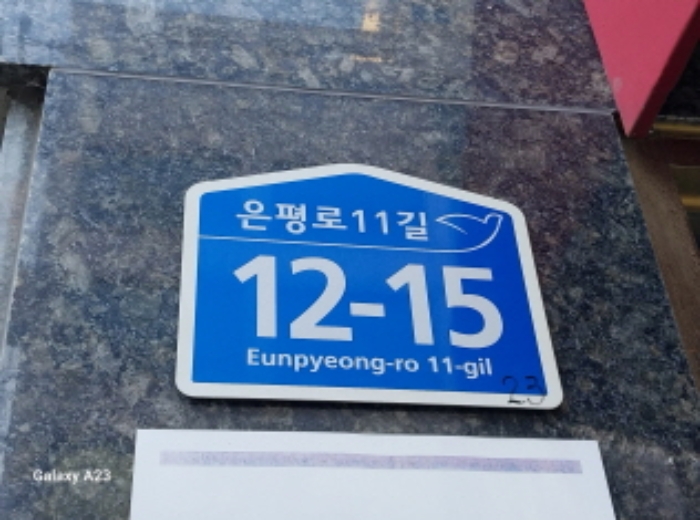 은평로11길
12-15
Eunpyeong-ro 11-gil
23
Galaxy A23